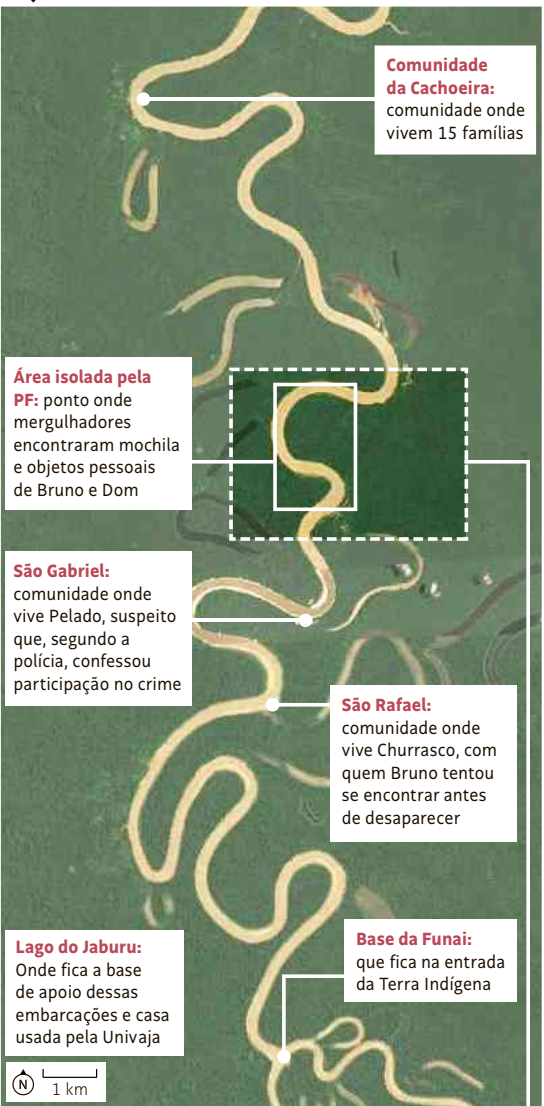 Comunidade
da Cachoeira:
comunidade onde
vivem 15 famílias
Área isolada pela
PF: ponto onde
mergulhadores
encontraram mochila
e objetos pessoais
de Bruno e Dom
São Gabriel:
comunidade onde
vive Pelado, suspeito
que, segundo a
polícia, confessou
participação no crime
São Rafael:
comunidade onde
vive Churrasco, com
quem Bruno tentou
se encontrar antes
de desaparecer
Lago do Jaburu:
Onde fica a base
de apoio dessas
embarcações e casa
usada pela Univaja
Base da Funai:
que fica na entrada
da Terra Indígena
N
1 km